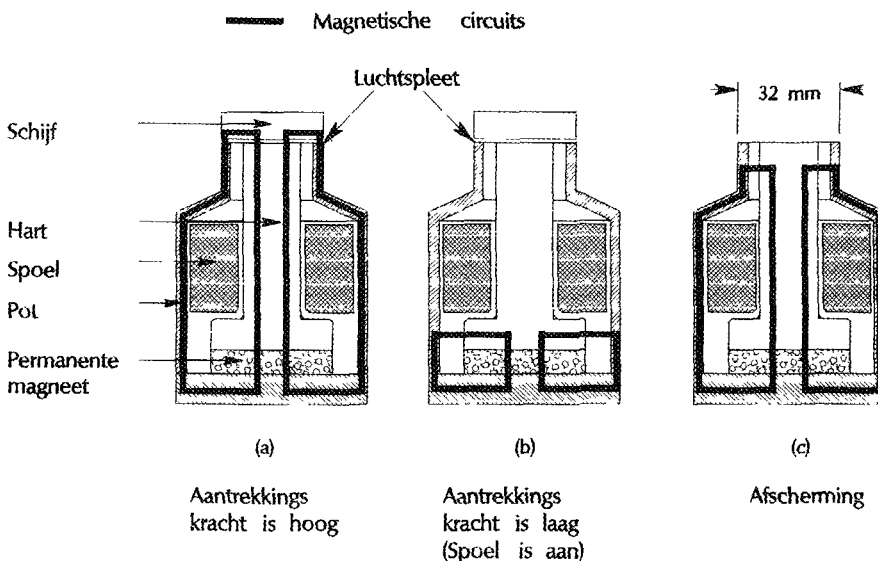 Magnetische circuits
Luchtspleet
32 mm
Schijf
Hart
Spoel
Pot
Permanente
magneet
(a)
(b)
(c)
Aantrekkings
kracht is hoog
Aantrekkings
kracht is laag
(Spoel is aan)
Afscherming